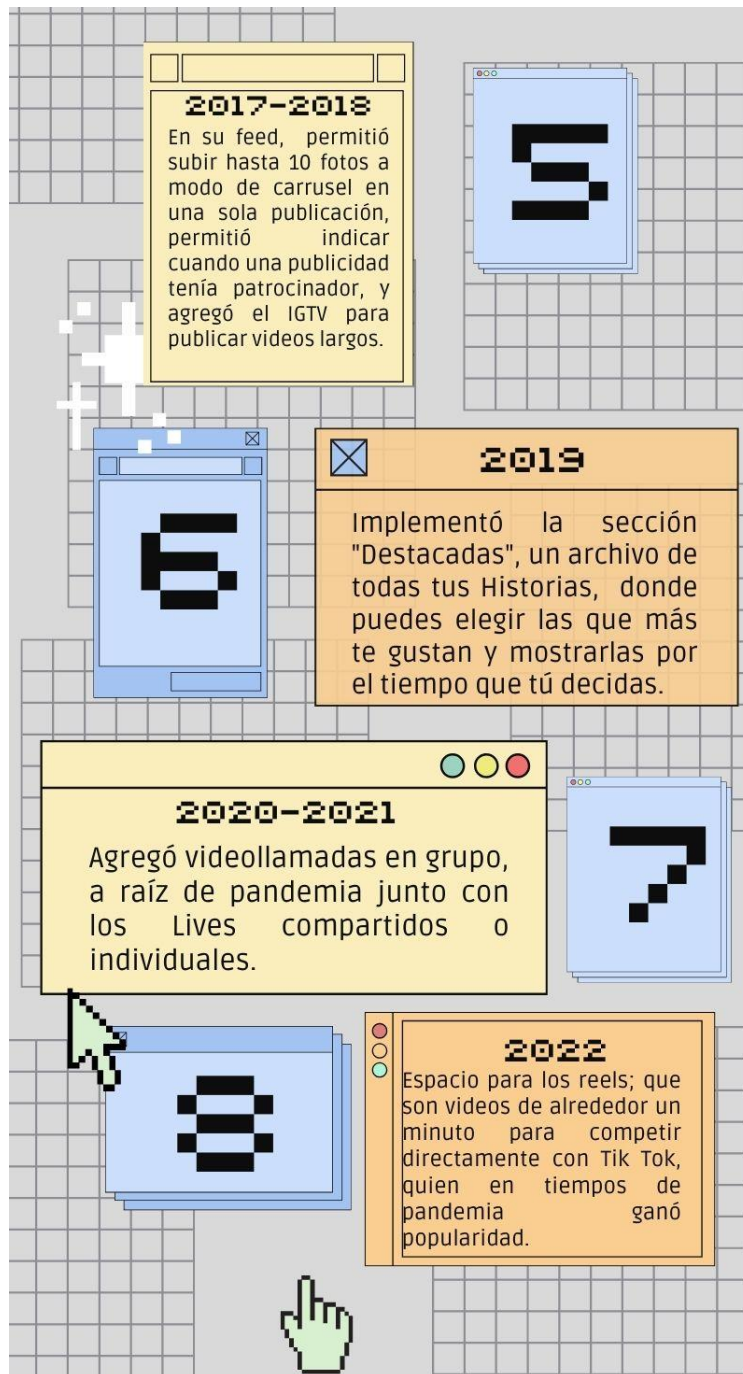 2017-2018
En su feed, permitió
subir hasta 10 fotos a
modo de carrusel en
una sola publicación,
permitió indicar
cuando una publicidad
tenía patrocinador, y
agregó el IGTV para
publicar videos largos.
5
6
2019
Implementó la sección
"Destacadas", un archivo de
todas tus Historias, donde
puedes elegir las que más
te gustan y mostrarlas por
el tiempo que tú decidas.
2020-2021
Agregó videollamadas en grupo,
a raíz de pandemia junto con
los Lives compartidos o
individuales.
7
8
2022
Espacio para los reels; que
son videos de alrededor un
minuto para competir
directamente con Tik Tok,
quien en tiempos de
pandemia ganó
popularidad.